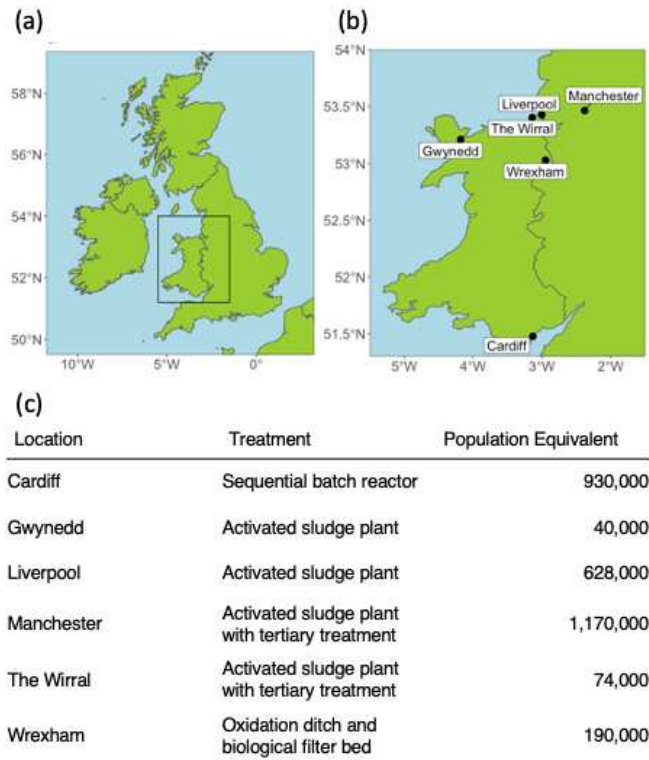 (a)
58°N
56°N
54°N
52°N
50°N
10°W 5°W 0°
(b)
54°N
53.5°N
53°N
52.5°N
52°N
51.5°N
Liverpool
Manchester
The Wirral
Gwynedd
Wrexham
Cardiff
5°W 4°W 3°W 2°W
(c)
Location Treatment Population Equivalent
Cardiff Sequential batch reactor 930,000
Gwynedd Activated sludge plant 40,000
Liverpool Activated sludge plant 628,000
Manchester Activated sludge plant
with tertiary treatment 1,170,000
The Wirral Activated sludge plant
with tertiary treatment 74,000
Wrexham Oxidation ditch and
biological filter bed 190,000